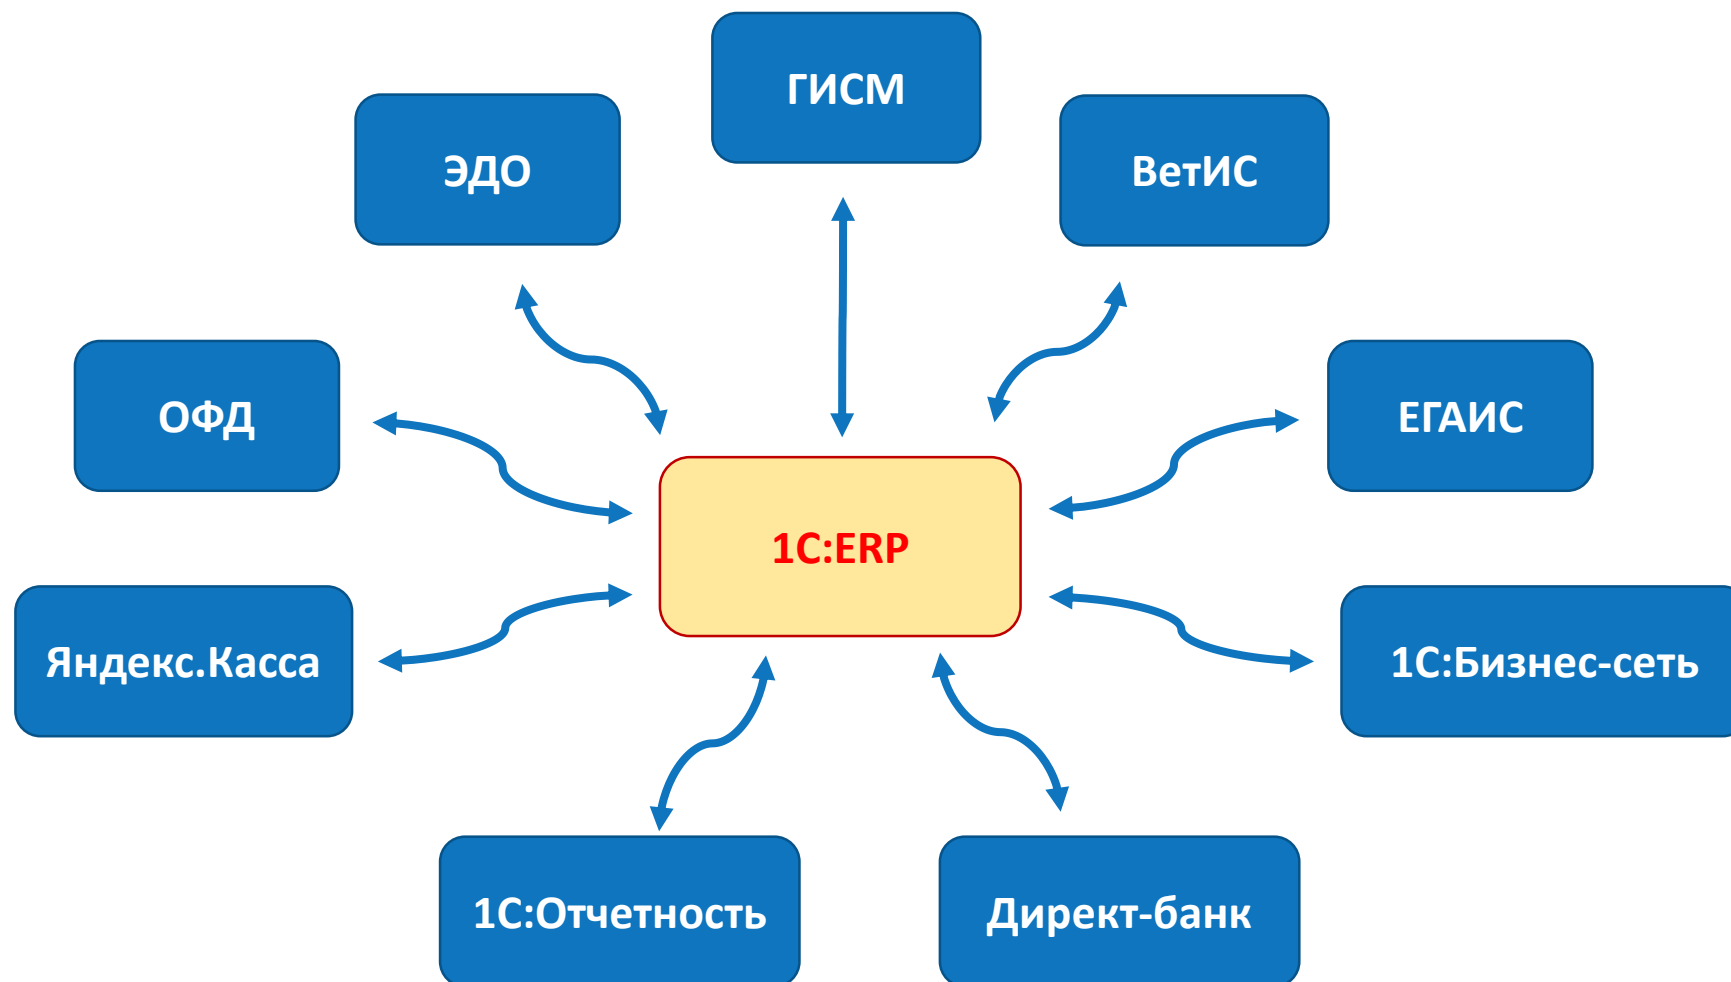 ГИСМ
ЭДО
ВетИС
ОФД
ЕГАИС
1С:ERP
Яндекс.Касса
1С:Бизнес-сеть
1С:Отчетность
Директ-банк